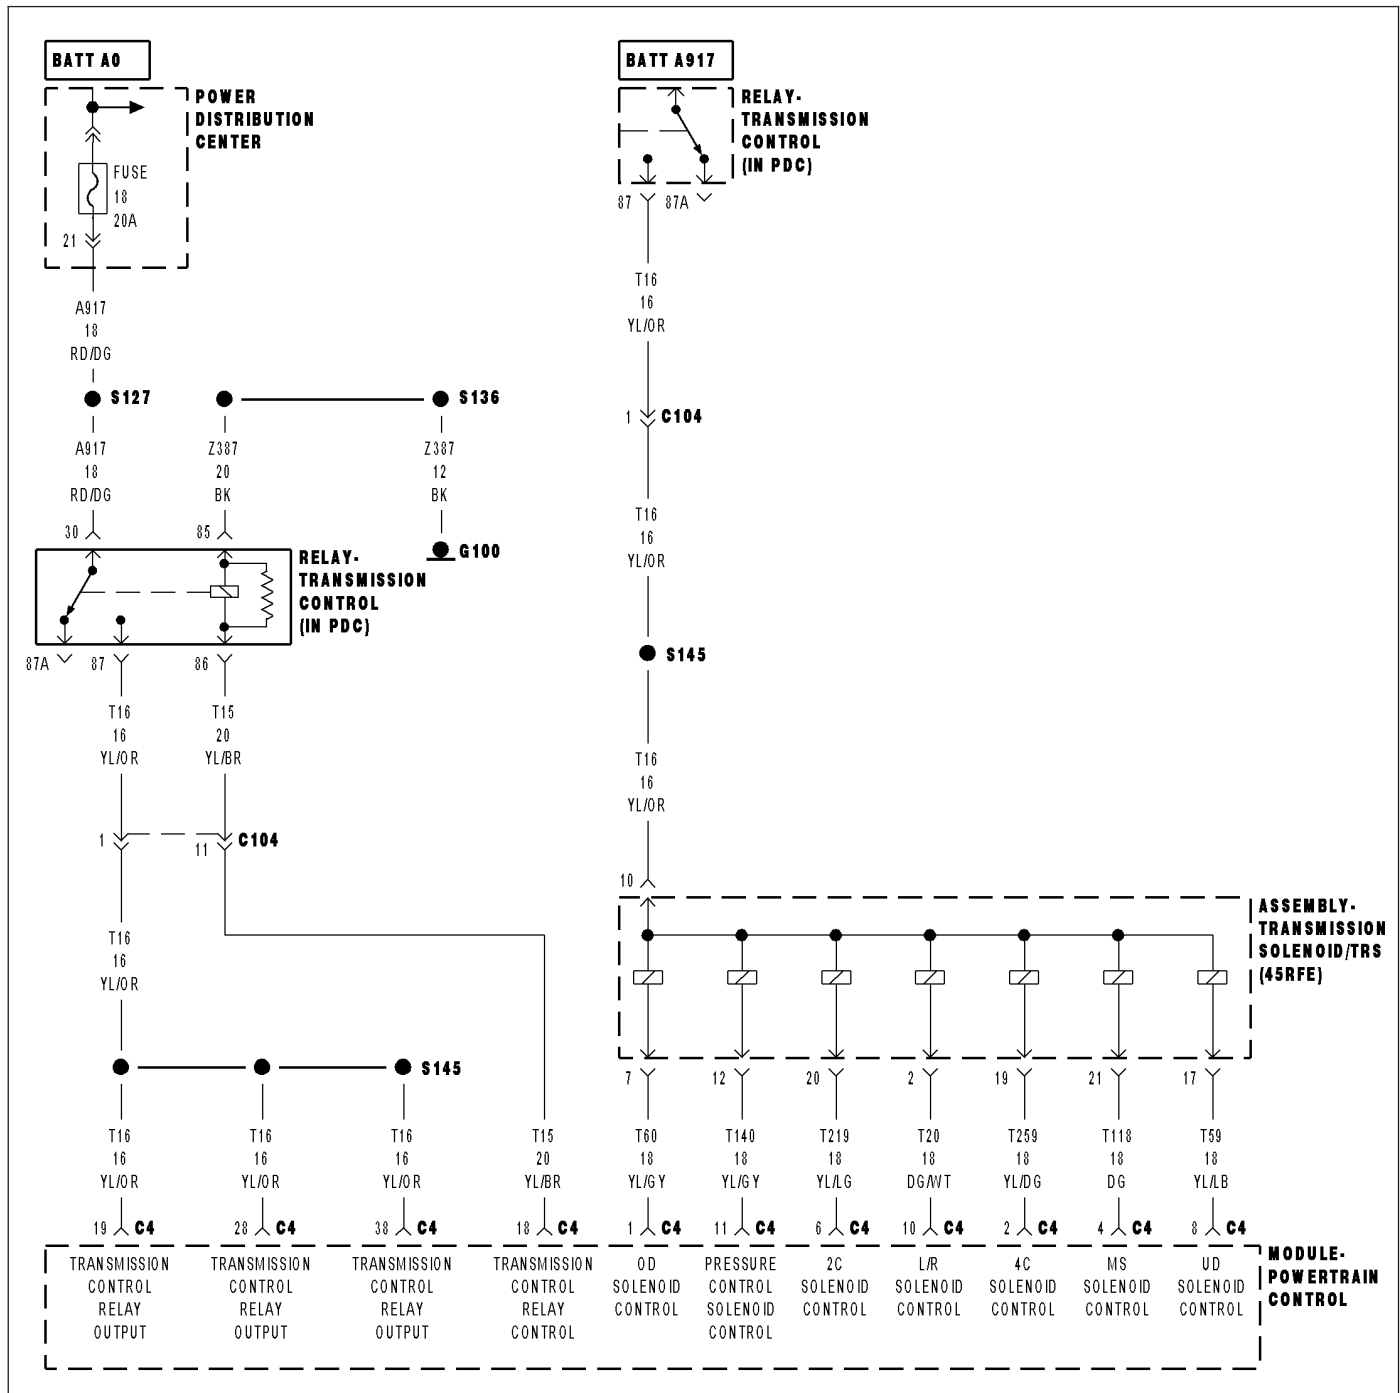 BATT A0
POWER
DISTRIBUTION
CENTER
FUSE
18
20A
21
A917
18
RD/DG
S127
S136
A917
18
RD/DG
Z387
20
BK
Z387
12
BK
30
85
G100
RELAY-
TRANSMISSION
CONTROL
(IN PDC)
87A
87
86
T16
16
YL/OR
T15
20
YL/BR
1
11
C104
T16
16
YL/OR
S145
T16
16
YL/OR
T16
16
YL/OR
T16
16
YL/OR
T15
20
YL/BR
19 C4
28 C4
38 C4
18 C4
BATT A917
RELAY-
TRANSMISSION
CONTROL
(IN PDC)
87
87A
T16
16
YL/OR
1
C104
T16
16
YL/OR
S145
T16
16
YL/OR
10
ASSEMBLY-
TRANSMISSION
SOLENOID/TRS
(45RFE)
7
12
20
2
19
21
17
T60
18
YL/GY
T140
18
YL/GY
T219
18
YL/LG
T20
18
DG/WT
T259
18
YL/DG
T118
18
DG
T59
18
YL/LB
1 C4
11 C4
6 C4
10 C4
2 C4
4 C4
8 C4
TRANSMISSION
CONTROL
RELAY
OUTPUT
TRANSMISSION
CONTROL
RELAY
OUTPUT
TRANSMISSION
CONTROL
RELAY
OUTPUT
TRANSMISSION
CONTROL
RELAY
CONTROL
OD
SOLENOID
CONTROL
PRESSURE
CONTROL
SOLENOID
CONTROL
2C
SOLENOID
CONTROL
L/R
SOLENOID
CONTROL
4C
SOLENOID
CONTROL
MS
SOLENOID
CONTROL
UD
SOLENOID
CONTROL
MODULE-
POWERTRAIN
CONTROL